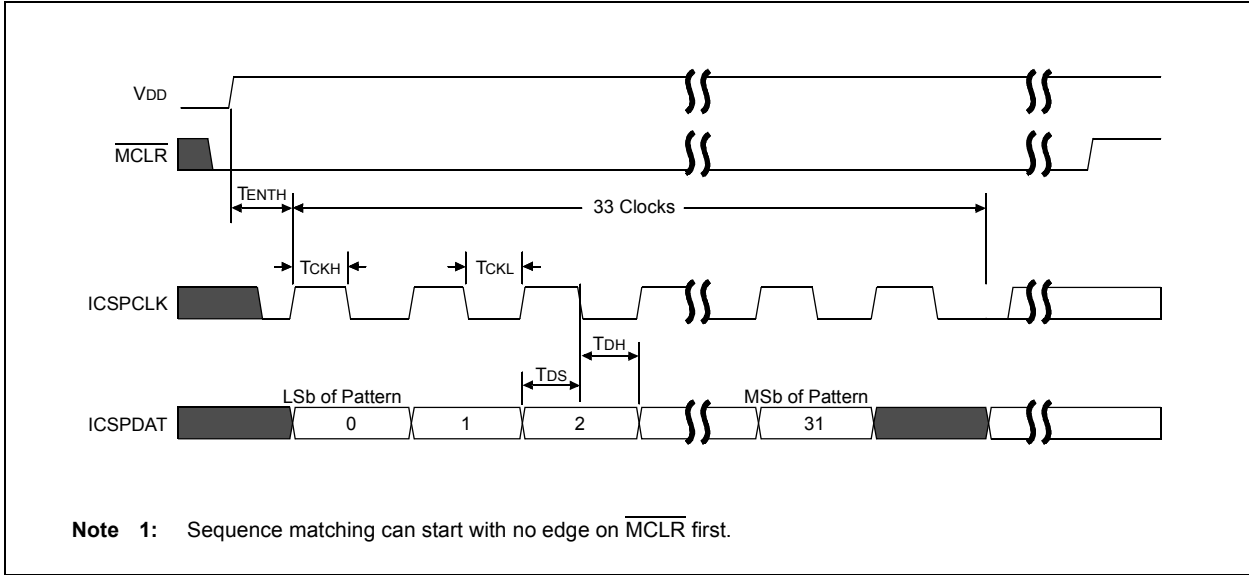 VDD
MCLR
TENTH
33 Clocks
TCKH
TCKL
ICSPCLK
TDH
TDS
LSb of Pattern
MSb of Pattern
ICSPDAT
0
1
2
31
Note 1: Sequence matching can start with no edge on MCLR first.